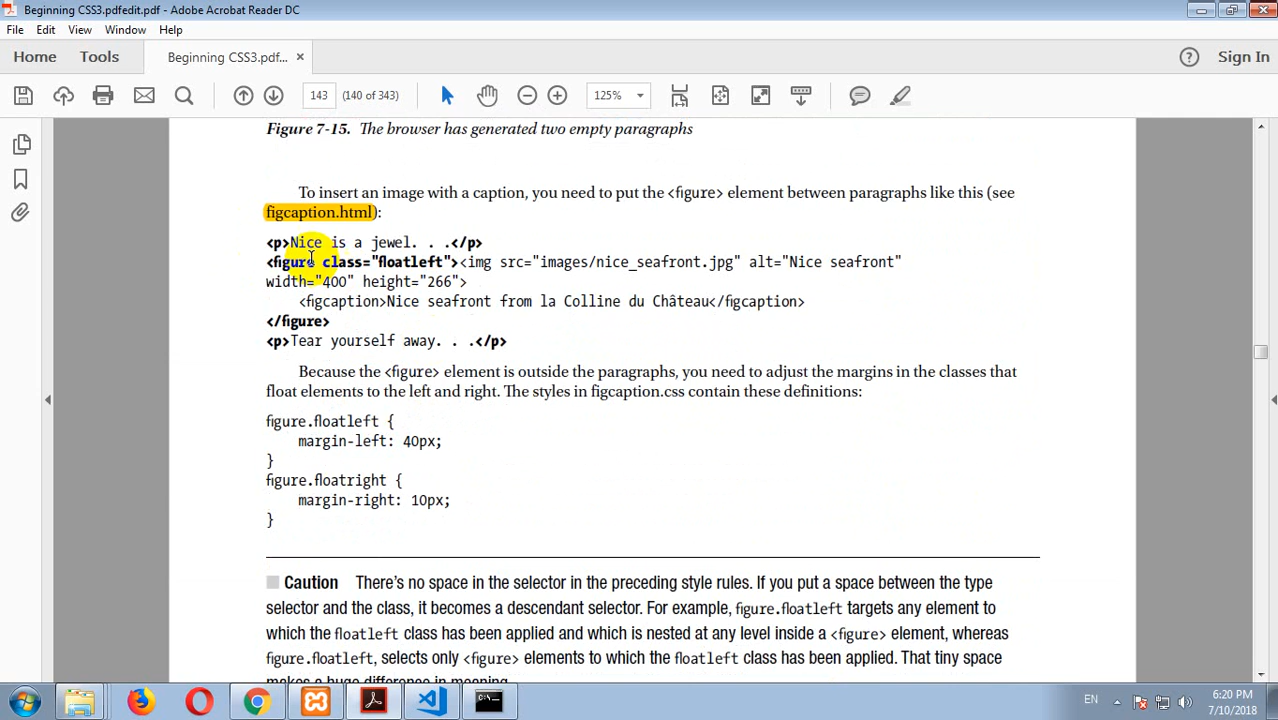 Beginning CSS3.pdfedit.pdf - Adobe Acrobat Reader DC
File Edit View Window Help
Home Tools Beginning CSS3.pdf... × ? Sign In
143 (140 of 343) 125%
Figure 7-15. The browser has generated two empty paragraphs
To insert an image with a caption, you need to put the <figure> element between paragraphs like this (see
figcaption.html):
<p>Nice is a jewel. . .</p>
<figure class="floatleft"><img src="images/nice_seafront.jpg" alt="Nice seafront"
width="400" height="266">
<figcaption>Nice seafront from la Colline du Château</figcaption>
</figure>
<p>Tear yourself away. . .</p>
Because the <figure> element is outside the paragraphs, you need to adjust the margins in the classes that
float elements to the left and right. The styles in figcaption.css contain these definitions:
figure.floatleft {
margin-left: 40px;
}
figure.floatright {
margin-right: 10px;
}
Caution There's no space in the selector in the preceding style rules. If you put a space between the type
selector and the class, it becomes a descendant selector. For example, figure.floatleft targets any element to
which the floatleft class has been applied and which is nested at any level inside a <figure> element, whereas
figure.floatleft, selects only <figure> elements to which the floatleft class has been applied. That tiny space
makes a huge difference in meaning.
EN 6:20 PM
7/10/2018